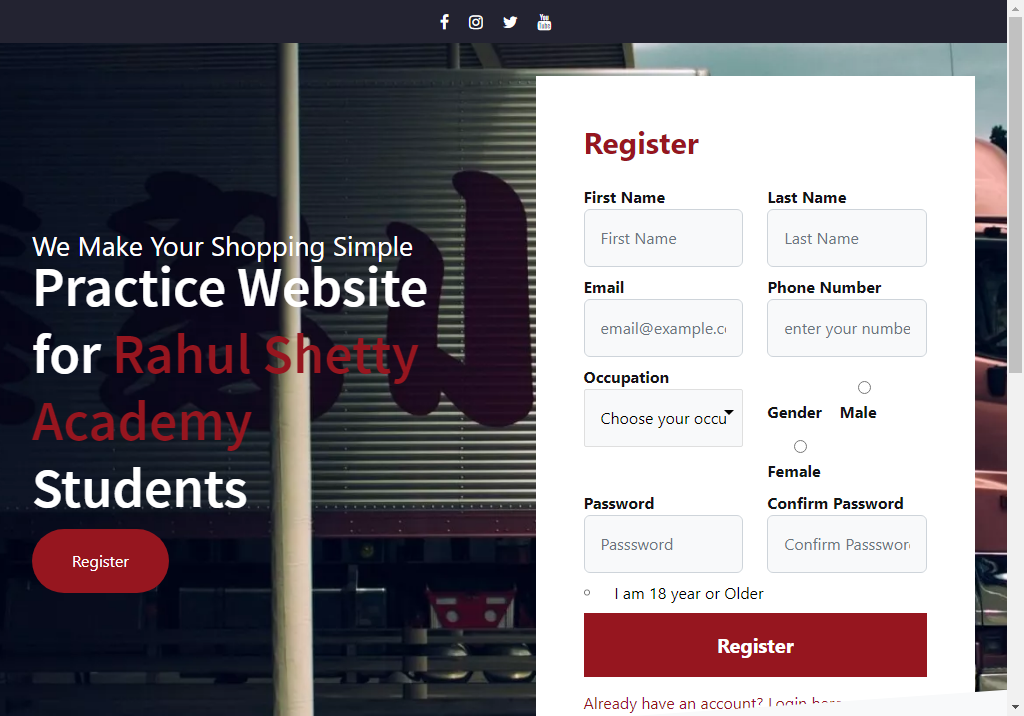 We Make Your Shopping Simple
Practice Website
for Rahul Shetty
Academy
Students
Register
Register
First Name
Last Name
First Name
Last Name
Email
Phone Number
email@example.co
enter your numbe
Occupation
Choose your occu
Gender
Male
Female
Password
Confirm Password
Passsword
Confirm Passswor
I am 18 year or Older
Register
Already have an account? Login here